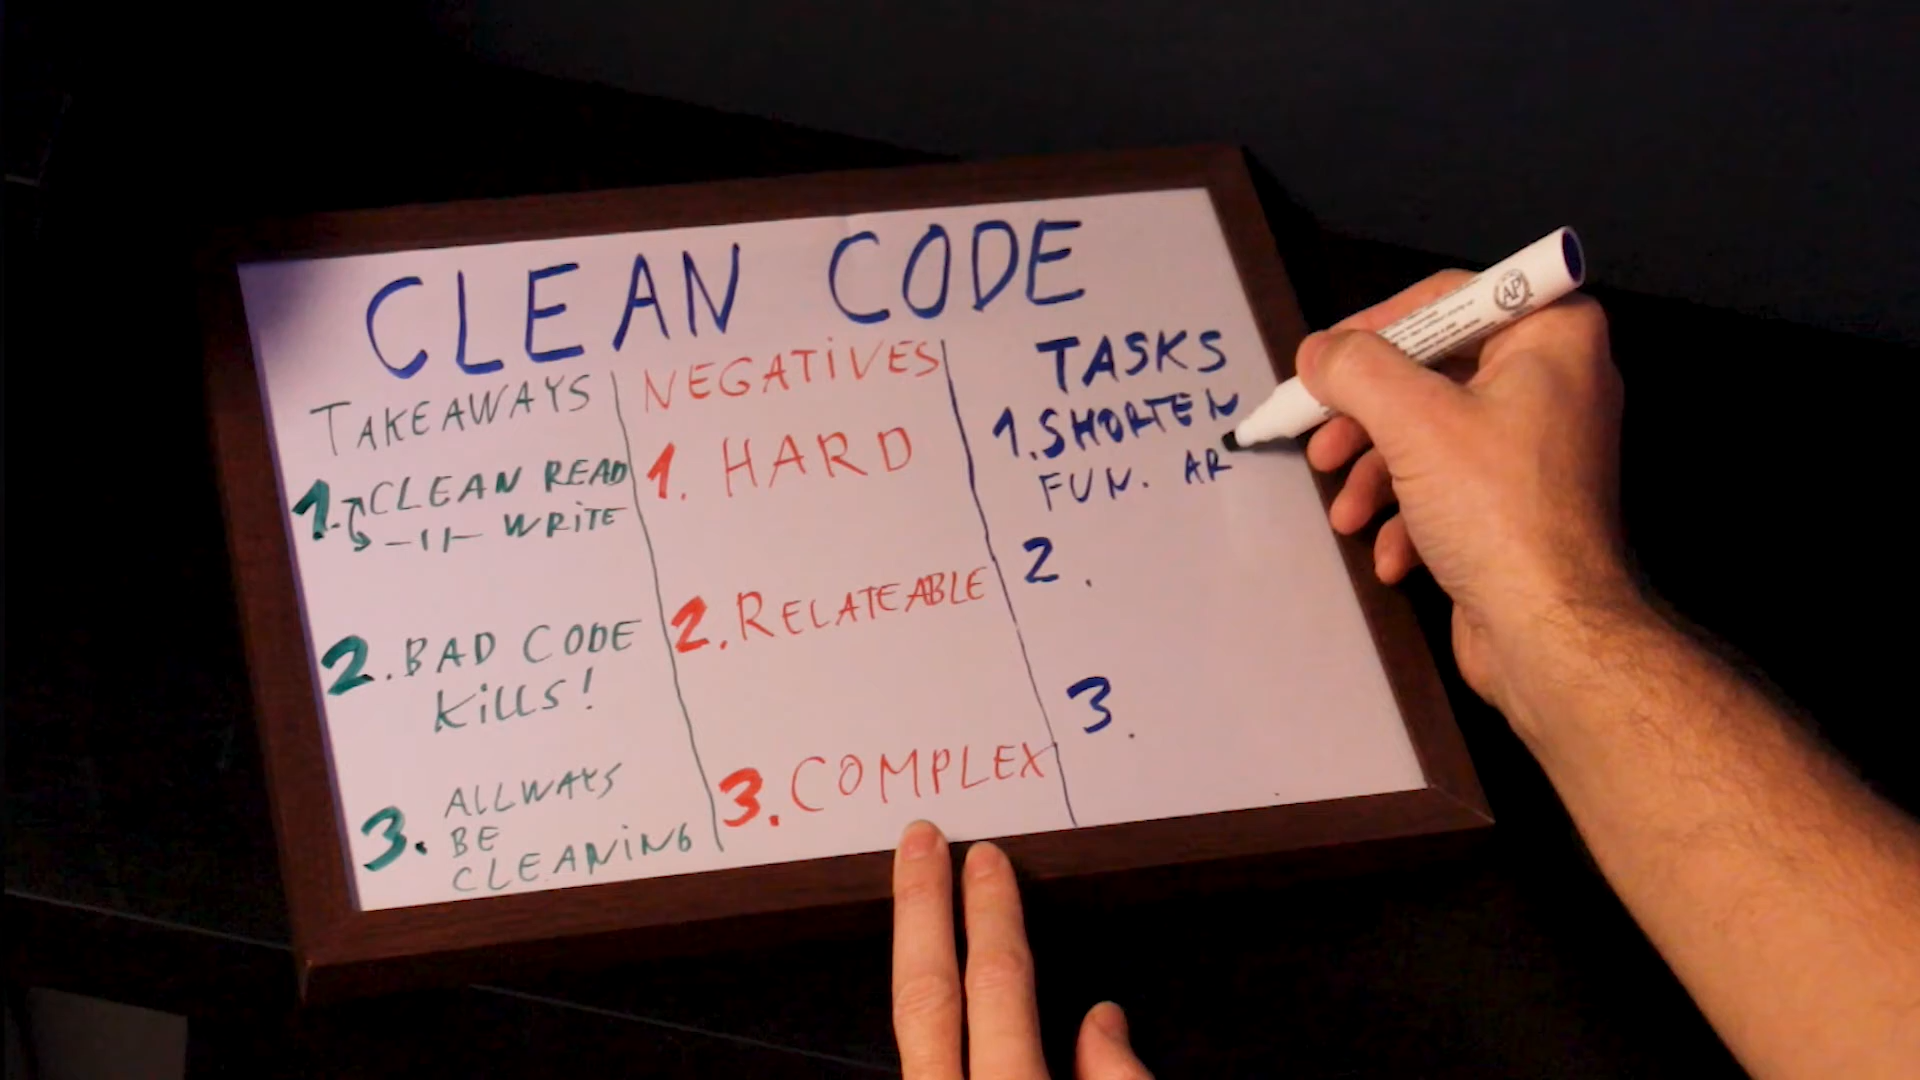 CLEAN CODE
TAKEAWAYS
1. CLEAN READ
-11- WRITE
2. BAD CODE
KILLS!
3. ALLWAYS
BE
CLEANING
NEGATIVES
1. HARD
2. RELATEABLE
3. COMPLEX
TASKS
1. SHORTEN
FUN. AR
2.
3.
AP